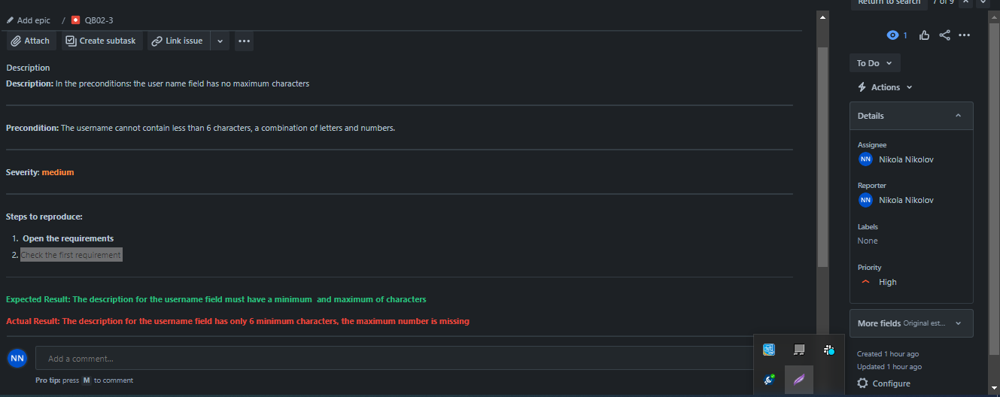 Return to search 7 of 9
Add epic / QB02-3
Attach Create subtask Link issue
1
Description
Description: In the preconditions: the user name field has no maximum characters
To Do
Actions
Precondition: The username cannot contain less than 6 characters, a combination of letters and numbers.
Severity: medium
Steps to reproduce:
1. Open the requirements
2. Check the first requirement
Expected Result: The description for the username field must have a minimum and maximum of characters
Actual Result: The description for the username field has only 6 minimum characters, the maximum number is missing
NN Add a comment...
Pro tip: press M to comment
Details
Assignee
NN Nikola Nikolov
Reporter
NN Nikola Nikolov
Labels
None
Priority
High
More fields Original est...
Created 1 hour ago
Updated 1 hour ago
Configure